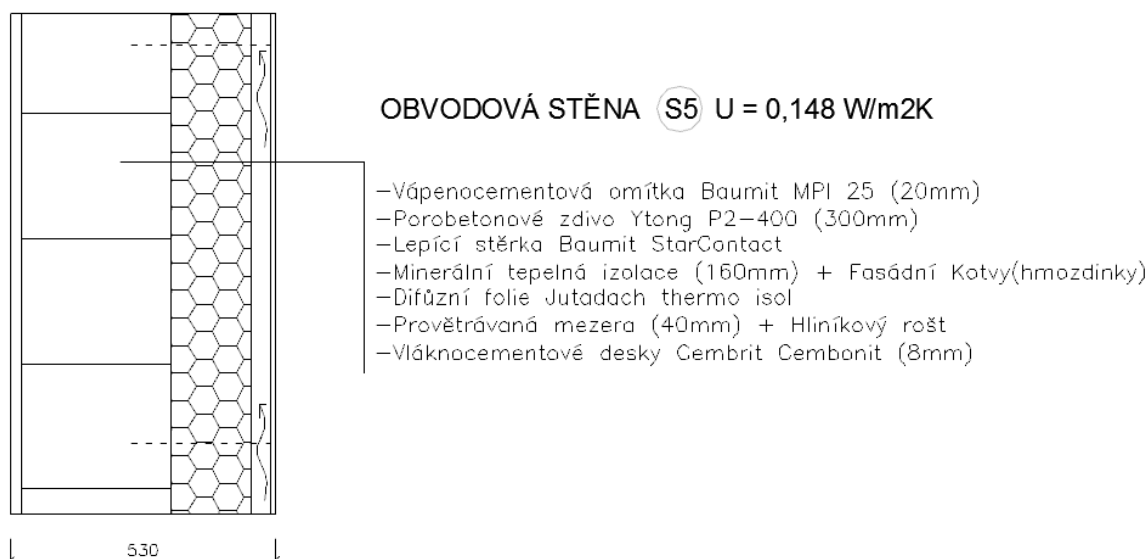 OBVODOVÁ STĚNA S5 U = 0,148 W/m2K
-Vápenocementová omítka Baumit MPI 25 (20mm)
-Porobetonové zdivo Ytong P2-400 (300mm)
-Lepící stěrka Baumit StarContact
-Minerální tepelná izolace (160mm) + Fasádní Kotvy(hmozdinky)
-Difůzní folie Jutadach thermo isol
-Provětrávaná mezera (40mm) + Hliníkový rošt
-Vláknocementové desky Cembrit Cembonit (8mm)
530